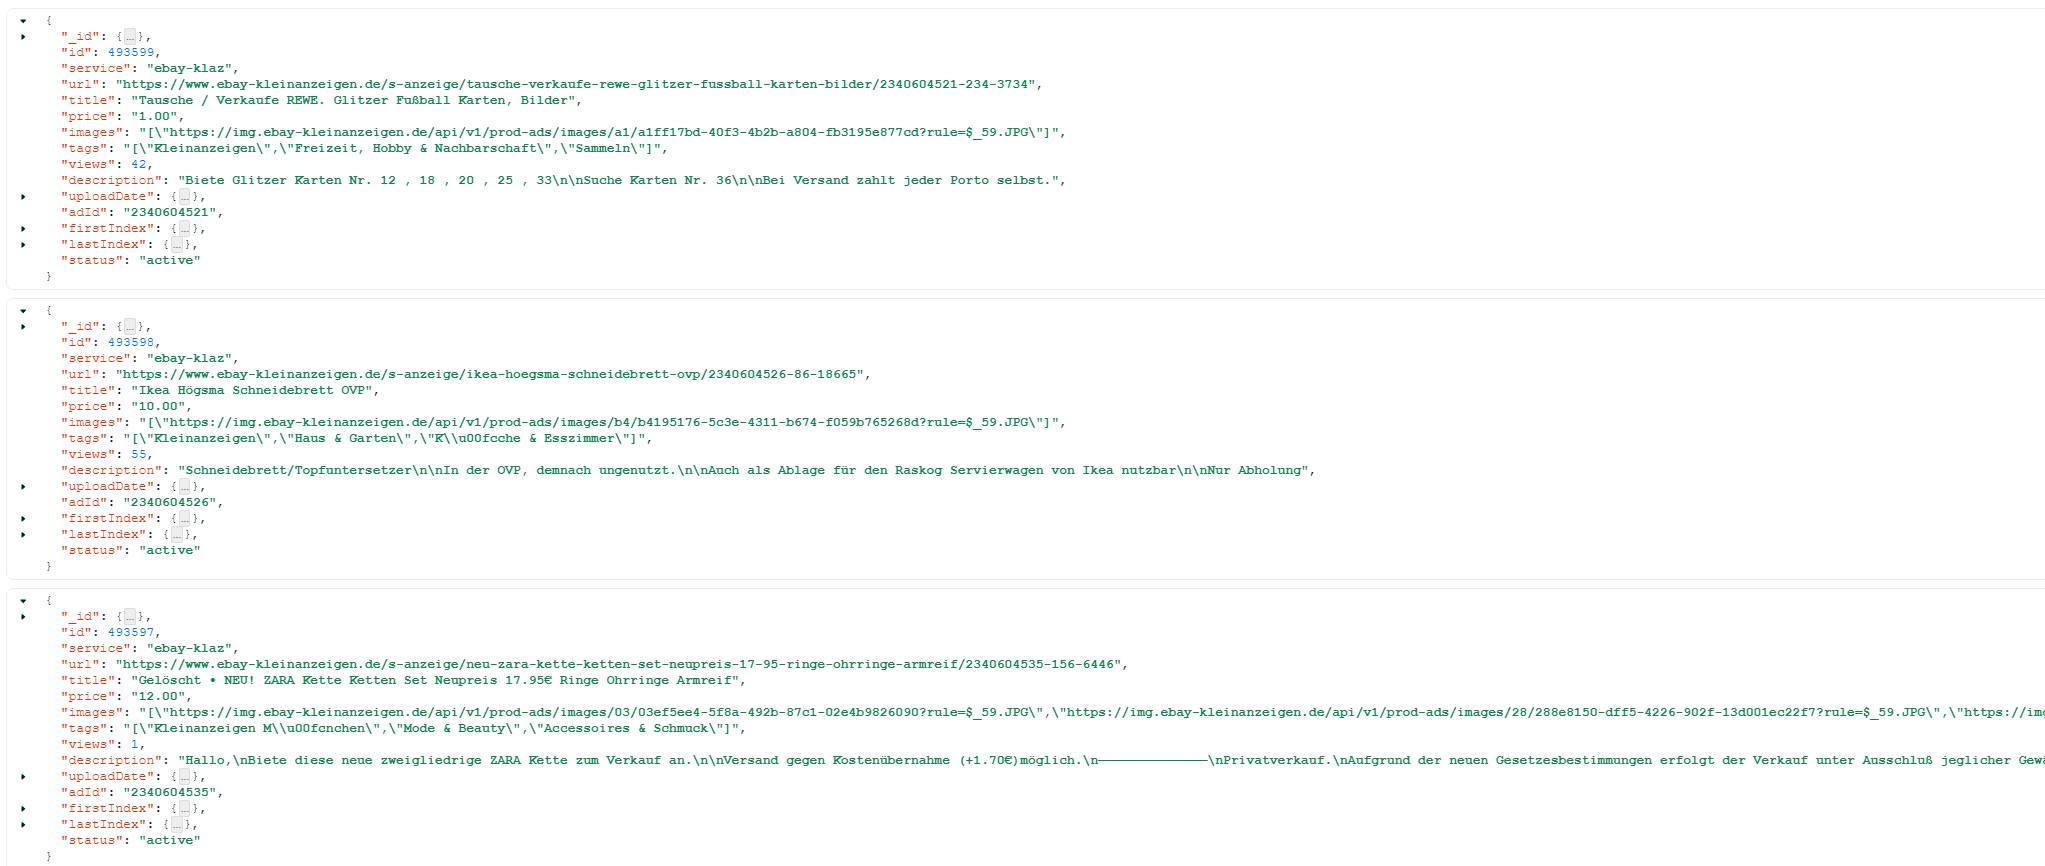 {
"_id": {...},
"id": 493599,
"service": "ebay-klaz",
"url": "https://www.ebay-kleinanzeigen.de/s-anzeige/tausche-verkaufe-rewe-glitzer-fussball-karten-bilder/2340604521-234-3734",
"title": "Tausche / Verkaufe REWE. Glitzer Fußball Karten, Bilder",
"price": "1.00",
"images": "[\"https://img.ebay-kleinanzeigen.de/api/v1/prod-ads/images/a1/a1ff17bd-40f3-4b2b-a804-fb3195e877cd?rule=$_59.JPG\"]",
"tags": "[\"Kleinanzeigen\",\"Freizeit, Hobby & Nachbarschaft\",\"Sammeln\"]",
"views": 42,
"description": "Biete Glitzer Karten Nr. 12 , 18 , 20 , 25 , 33\n\nSuche Karten Nr. 36\n\nBei Versand zahlt jeder Porto selbst.",
"uploadDate": {...},
"adId": "2340604521",
"firstIndex": {...},
"lastIndex": {...},
"status": "active"
}
{
"_id": {...},
"id": 493598,
"service": "ebay-klaz",
"url": "https://www.ebay-kleinanzeigen.de/s-anzeige/ikea-hoegsma-schneidebrett-ovp/2340604526-86-18665",
"title": "Ikea Högsma Schneidebrett OVP",
"price": "10.00",
"images": "[\"https://img.ebay-kleinanzeigen.de/api/v1/prod-ads/images/b4/b4195176-5c3e-4311-b674-f059b765268d?rule=$_59.JPG\"]",
"tags": "[\"Kleinanzeigen\",\"Haus & Garten\",\"K\\u00fcche & Esszimmer\"]",
"views": 55,
"description": "Schneidebrett/Topfuntersetzer\n\nIn der OVP, demnach ungenutzt.\n\nAuch als Ablage für den Raskog Servierwagen von Ikea nutzbar\n\nNur Abholung",
"uploadDate": {...},
"adId": "2340604526",
"firstIndex": {...},
"lastIndex": {...},
"status": "active"
}
{
"_id": {...},
"id": 493597,
"service": "ebay-klaz",
"url": "https://www.ebay-kleinanzeigen.de/s-anzeige/neu-zara-kette-ketten-set-neupreis-17-95-ringe-ohrringe-armreif/2340604535-156-6446",
"title": "Gelöscht • NEU! ZARA Kette Ketten Set Neupreis 17.95€ Ringe Ohrringe Armreif",
"price": "12.00",
"images": "[\"https://img.ebay-kleinanzeigen.de/api/v1/prod-ads/images/03/03ef5ee4-5f8a-492b-87c1-02e4b9826090?rule=$_59.JPG\",\"https://img.ebay-kleinanzeigen.de/api/v1/prod-ads/images/28/288e8150-dff5-4226-902f-13d001ec22f7?rule=$_59.JPG\",\"https://img
"tags": "[\"Kleinanzeigen M\\u00fcnchen\",\"Mode & Beauty\",\"Accessoires & Schmuck\"]",
"views": 1,
"description": "Hallo,\nBiete diese neue zweigliedrige ZARA Kette zum Verkauf an.\n\nVersand gegen Kostenübernahme (+1.70€)möglich.\n——————————————\nPrivatverkauf.\nAufgrund der neuen Gesetzesbestimmungen erfolgt der Verkauf unter Ausschluß jeglicher Gewä
"uploadDate": {...},
"adId": "2340604535",
"firstIndex": {...},
"lastIndex": {...},
"status": "active"
}